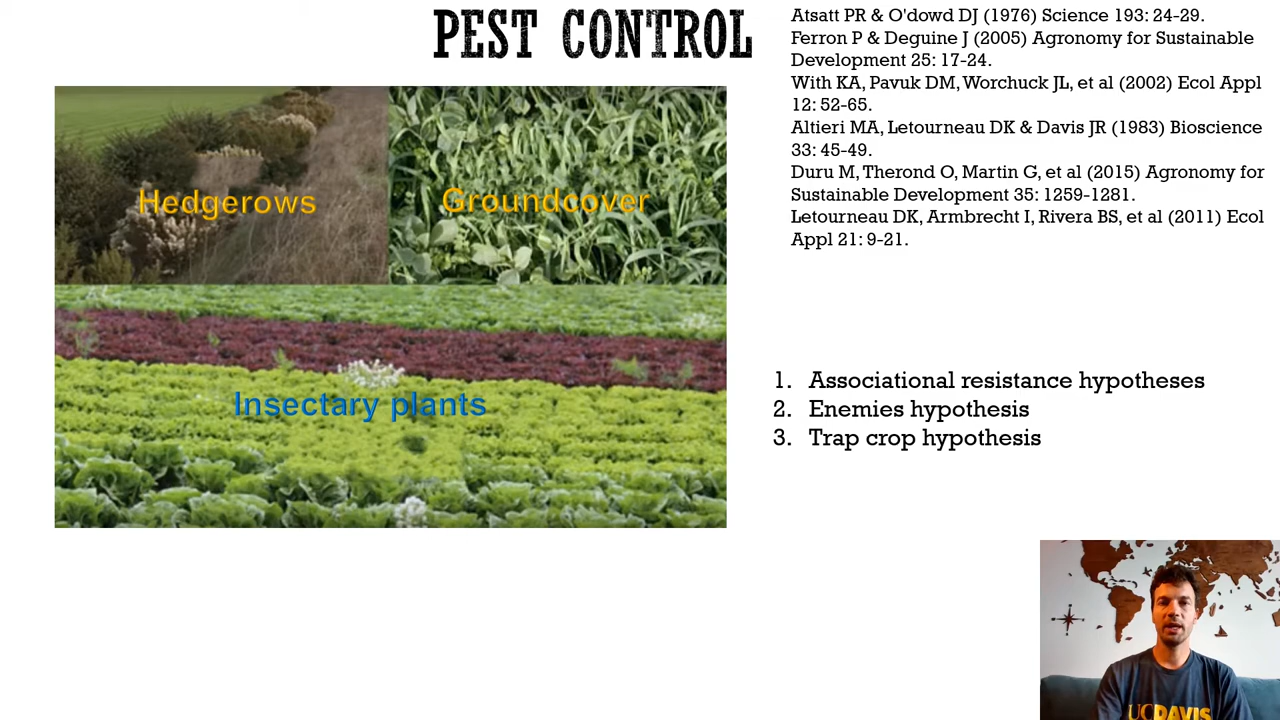 PEST CONTROL
Atsatt PR & O'dowd DJ (1976) Science 193: 24-29.
Ferron P & Deguine J (2005) Agronomy for Sustainable
Development 25: 17-24.
With KA, Pavuk DM, Worchuck JL, et al (2002) Ecol Appl
12: 52-65.
Altieri MA, Letourneau DK & Davis JR (1983) Bioscience
33: 45-49.
Duru M, Therond O, Martin G, et al (2015) Agronomy for
Sustainable Development 35: 1259-1281.
Letourneau DK, Armbrecht I, Rivera BS, et al (2011) Ecol
Appl 21: 9-21.
Hedgerows
Groundcover
Insectary plants
1. Associational resistance hypotheses
2. Enemies hypothesis
3. Trap crop hypothesis
UC DAVIS